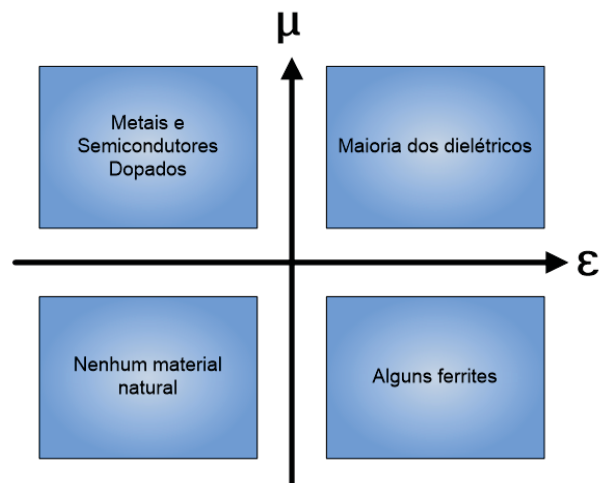 μ
Metais e
Semicondutores
Dopados
Maioria dos dielétricos
ε
Nenhum material
natural
Alguns ferrites